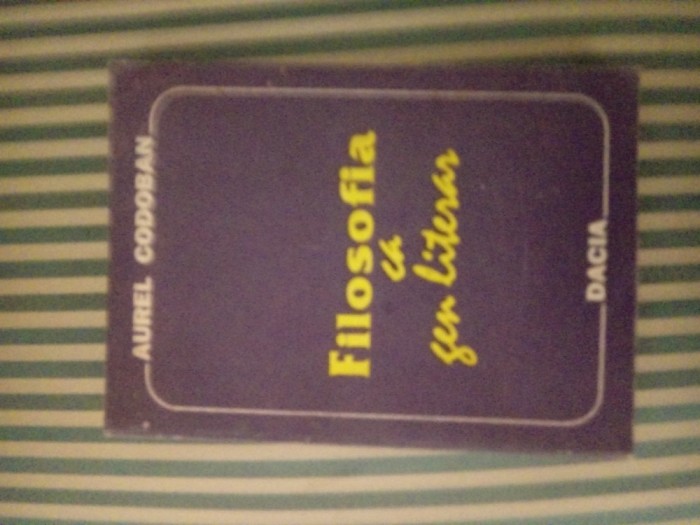 AUREL CODOBAN
Filosofia
ca
gen literar
DACIA